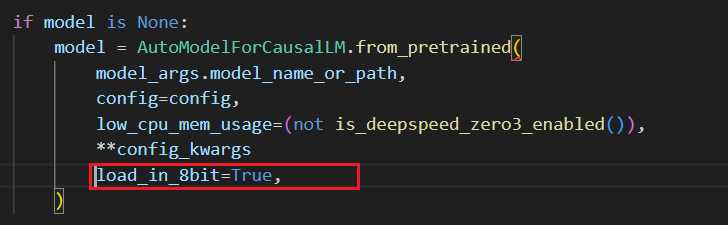 if model is None:
model = AutoModelForCausalLM.from_pretrained(
model_args.model_name_or_path,
config=config,
low_cpu_mem_usage=(not is_deepspeed_zero3_enabled()),
**config_kwargs
load_in_8bit=True,
)